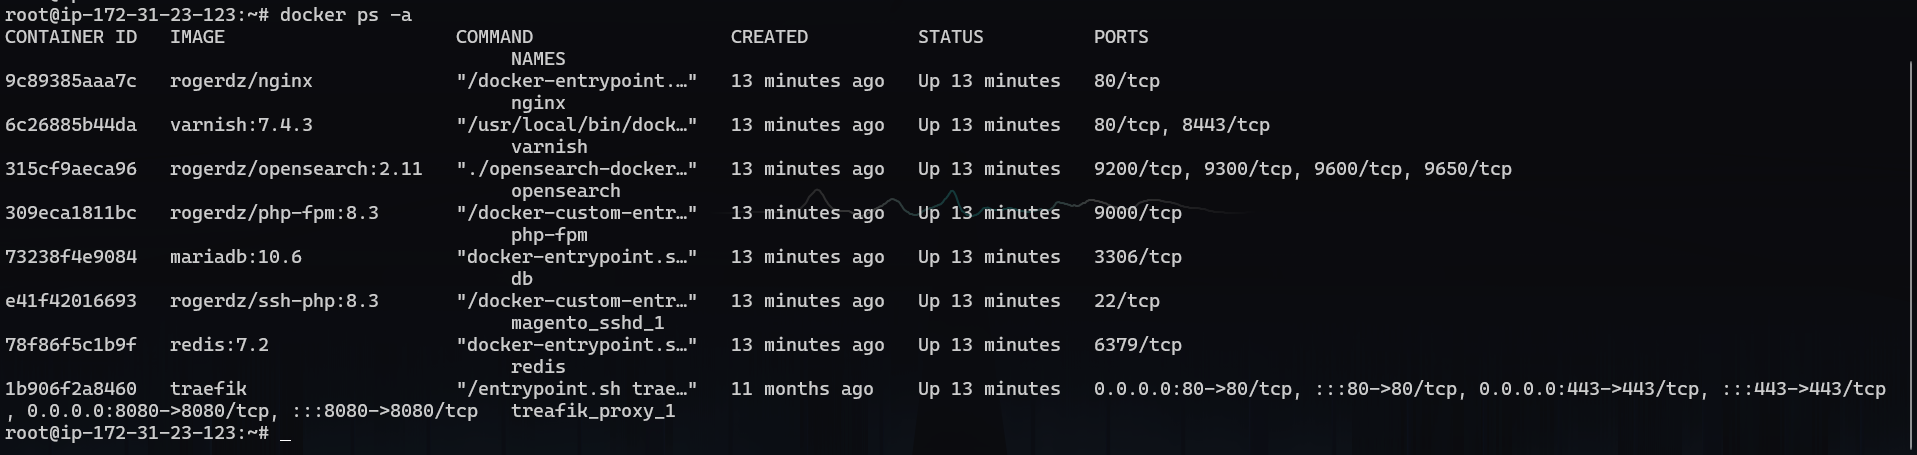 root@ip-172-31-23-123:~# docker ps -a
CONTAINER ID   IMAGE                     COMMAND                  CREATED          STATUS          PORTS
NAMES
9c89385aaa7c   rogerdz/nginx             "/docker-entrypoint.…"   13 minutes ago   Up 13 minutes   80/tcp
nginx
6c26885b44da   varnish:7.4.3             "/usr/local/bin/dock…"   13 minutes ago   Up 13 minutes   80/tcp, 8443/tcp
varnish
315cf9aeca96   rogerdz/opensearch:2.11   "./opensearch-docker…"   13 minutes ago   Up 13 minutes   9200/tcp, 9300/tcp, 9600/tcp, 9650/tcp
opensearch
309eca1811bc   rogerdz/php-fpm:8.3       "/docker-custom-entr…"   13 minutes ago   Up 13 minutes   9000/tcp
php-fpm
73238f4e9084   mariadb:10.6              "docker-entrypoint.s…"   13 minutes ago   Up 13 minutes   3306/tcp
db
e41f42016693   rogerdz/ssh-php:8.3       "/docker-custom-entr…"   13 minutes ago   Up 13 minutes   22/tcp
magento_sshd_1
78f86f5c1b9f   redis:7.2                 "docker-entrypoint.s…"   13 minutes ago   Up 13 minutes   6379/tcp
redis
1b906f2a8460   traefik                   "/entrypoint.sh trae…"   11 months ago    Up 13 minutes   0.0.0.0:80->80/tcp, :::80->80/tcp, 0.0.0.0:443->443/tcp, :::443->443/tcp
, 0.0.0.0:8080->8080/tcp, :::8080->8080/tcp   treafik_proxy_1
root@ip-172-31-23-123:~# _